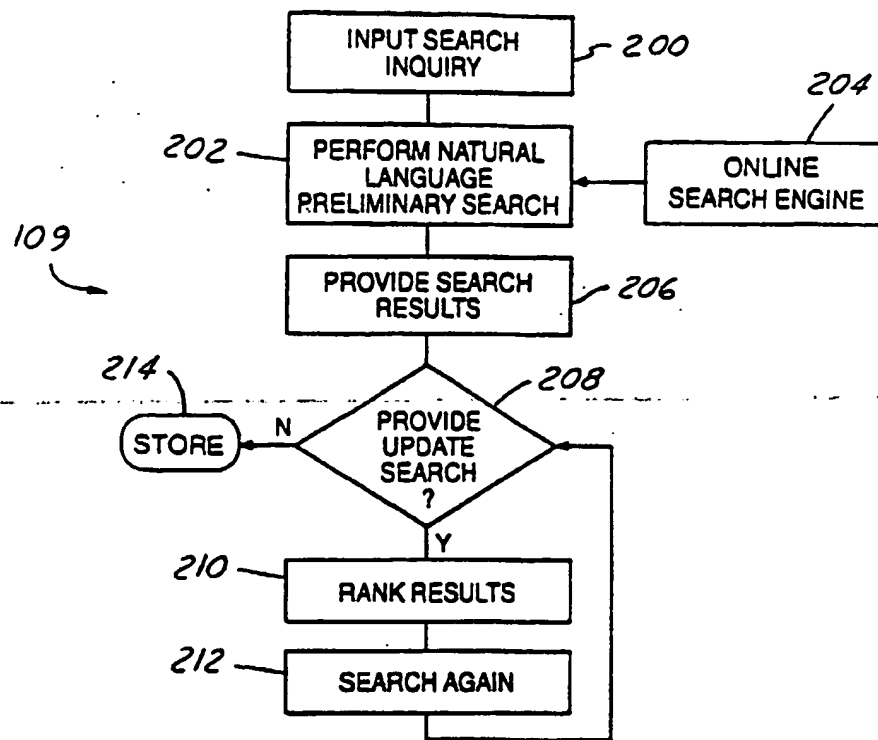 INPUT SEARCH
INQUIRY
200
204
202
PERFORM NATURAL
LANGUAGE
PRELIMINARY SEARCH
ONLINE
SEARCH ENGINE
109
PROVIDE SEARCH
RESULTS
206
214
208
STORE
N
PROVIDE
UPDATE
SEARCH
?
Y
210
RANK RESULTS
212
SEARCH AGAIN